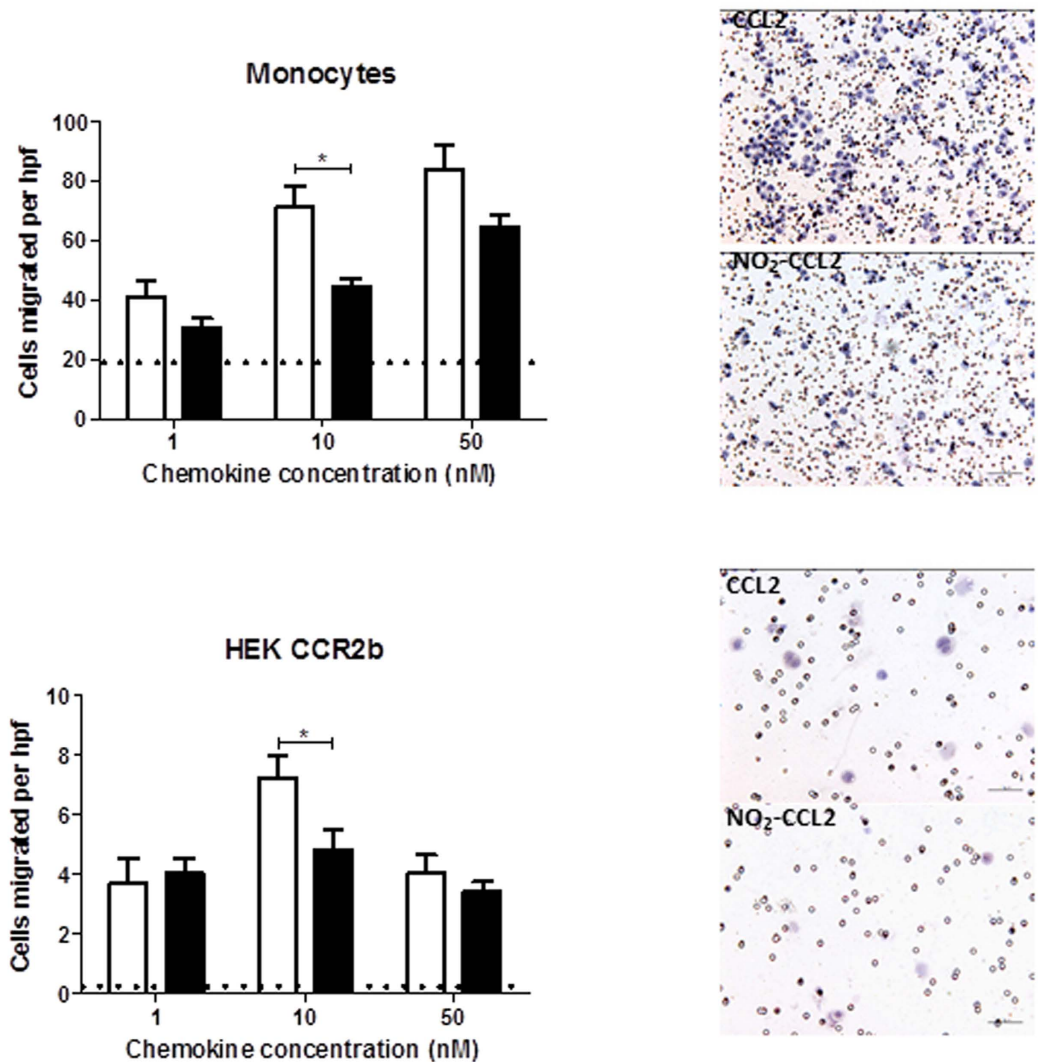 Monocytes
Cells migrated per hpf
100
80
60
40
20
0
*
1
10
50
Chemokine concentration (nM)
CCL2
NO₂-CCL2
HEK CCR2b
Cells migrated per hpf
10
8
6
4
2
0
*
1
10
50
Chemokine concentration (nM)
CCL2
NO₂-CCL2